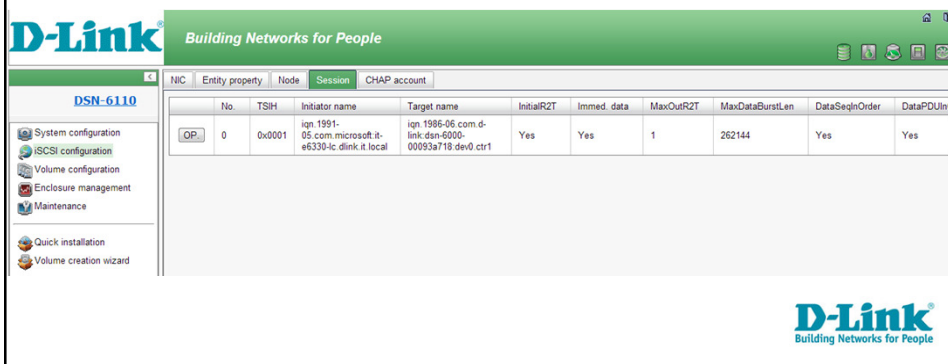 D-Link
Building Networks for People
DSN-6110
System configuration
iSCSI configuration
Volume configuration
Enclosure management
Maintenance
Quick installation
Volume creation wizard
NIC Entity property Node Session CHAP account
No. TSIH Initiator name Target name InitialR2T Immed. data MaxOutR2T MaxDataBurstLen DataSeqInOrder DataPDUIn
OP. 0 0x0001 iqn.1991-05.com.microsoft:it-e6330-lc.dlink.it.local iqn.1986-06.com.d-link:dsn-6000-00093a718:dev0.ctr1 Yes Yes 1 262144 Yes Yes
D-Link
Building Networks for People